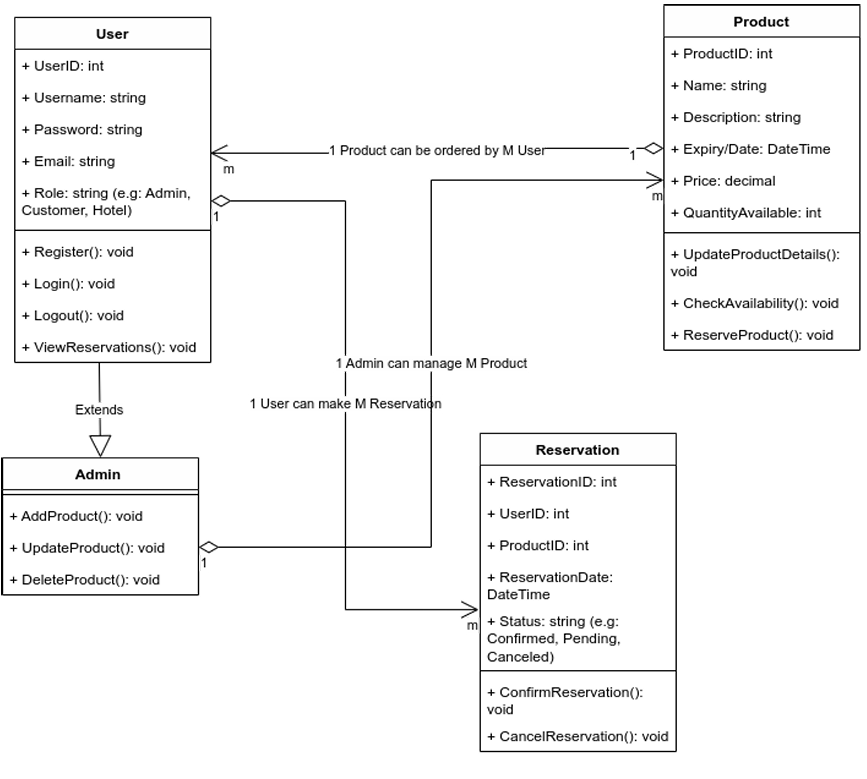 User
+ UserID: int
+ Username: string
+ Password: string
+ Email: string
+ Role: string (e.g: Admin,
Customer, Hotel)
+ Register(): void
+ Login(): void
+ Logout(): void
+ ViewReservations(): void
Product
+ ProductID: int
+ Name: string
+ Description: string
+ Expiry/Date: DateTime
+ Price: decimal
+ QuantityAvailable: int
+ UpdateProductDetails():
void
+ CheckAvailability(): void
+ ReserveProduct(): void
1 Product can be ordered by M User
1
m
1
m
1 Admin can manage M Product
1 User can make M Reservation
Extends
Admin
+ AddProduct(): void
+ UpdateProduct(): void
+ DeleteProduct(): void
1
m
Reservation
+ ReservationID: int
+ UserID: int
+ ProductID: int
+ ReservationDate:
DateTime
+ Status: string (e.g:
Confirmed, Pending,
Canceled)
+ ConfirmReservation():
void
+ CancelReservation(): void